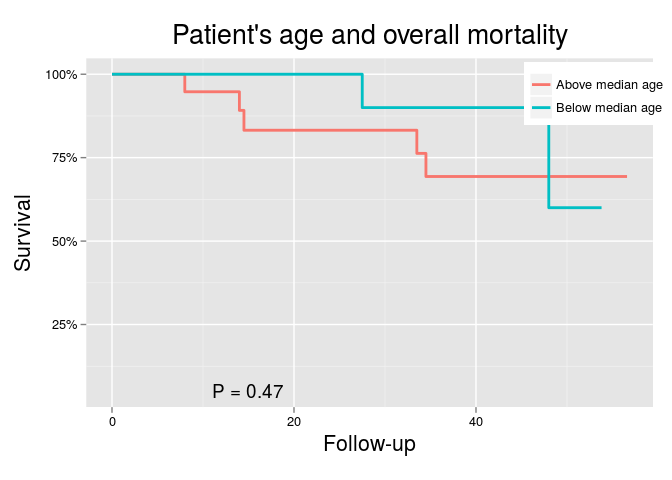 Patient's age and overall mortality
100%
75%
50%
25%
Survival
Above median age
Below median age
P = 0.47
0 20 40
Follow-up